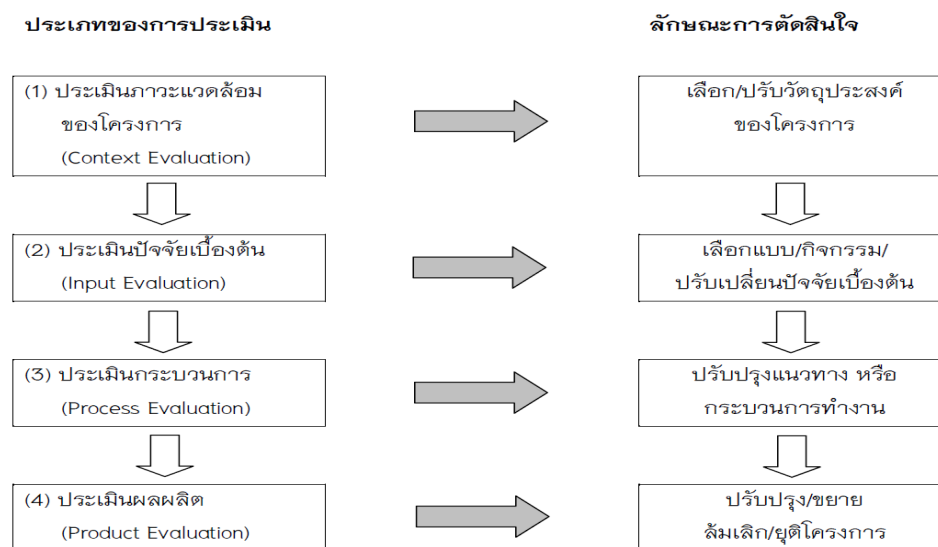 ประเภทของการประเมิน
ลักษณะการตัดสินใจ
(1) ประเมินภาวะแวดล้อม
ของโครงการ
(Context Evaluation)
เลือก/ปรับวัตถุประสงค์
ของโครงการ
(2) ประเมินปัจจัยเบื้องต้น
(Input Evaluation)
เลือกแบบ/กิจกรรม/
ปรับเปลี่ยนปัจจัยเบื้องต้น
(3) ประเมินกระบวนการ
(Process Evaluation)
ปรับปรุงแนวทาง หรือ
กระบวนการทำงาน
(4) ประเมินผลผลิต
(Product Evaluation)
ปรับปรุง/ขยาย
ล้มเลิก/ยุติโครงการ